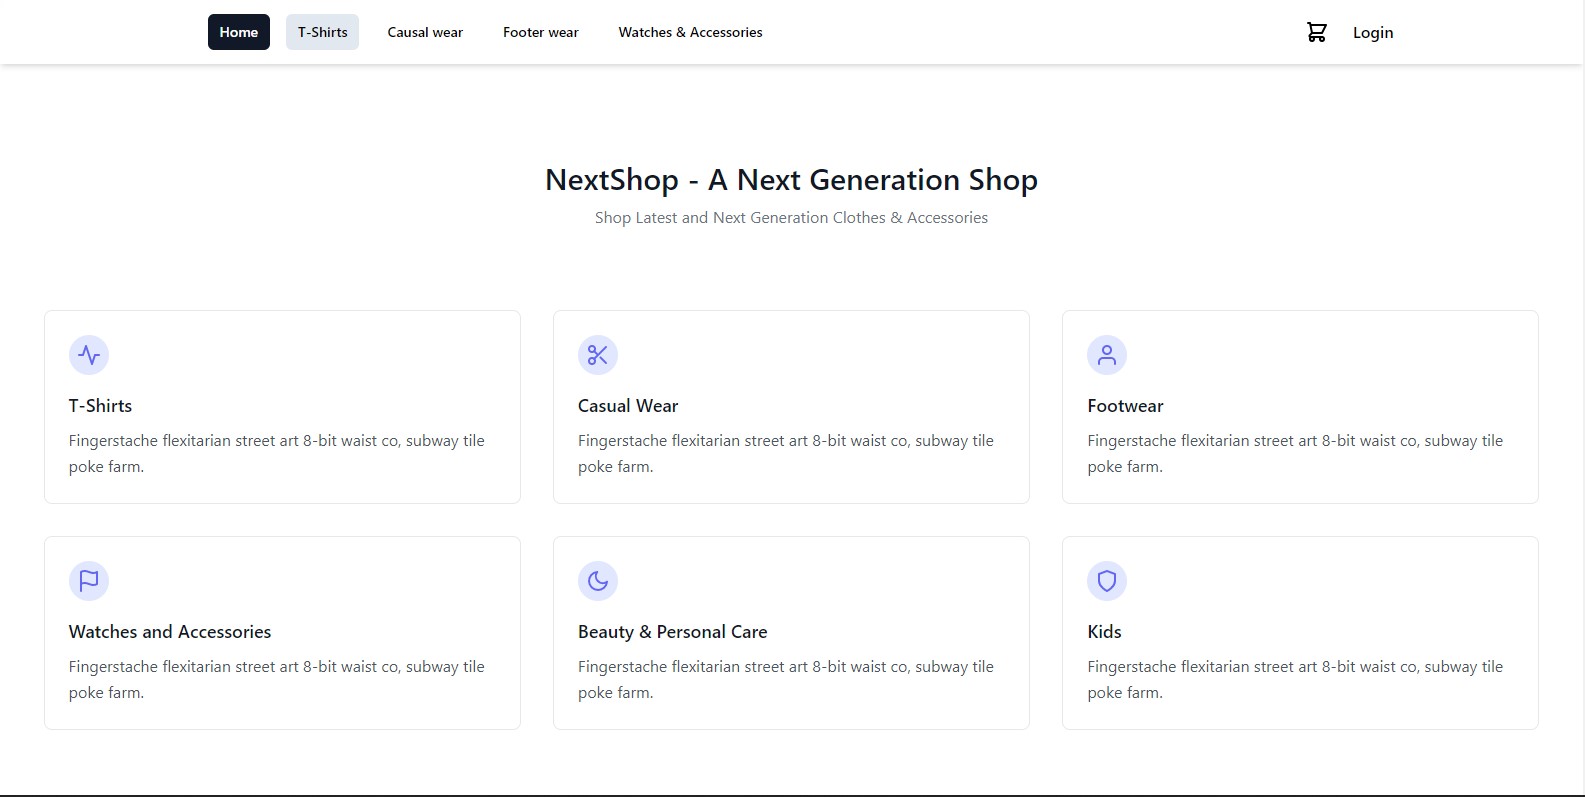 Home T-Shirts Causal wear Footer wear Watches & Accessories Login
NextShop - A Next Generation Shop
Shop Latest and Next Generation Clothes & Accessories
T-Shirts
Fingerstache flexitarian street art 8-bit waist co, subway tile
poke farm.
Casual Wear
Fingerstache flexitarian street art 8-bit waist co, subway tile
poke farm.
Footwear
Fingerstache flexitarian street art 8-bit waist co, subway tile
poke farm.
Watches and Accessories
Fingerstache flexitarian street art 8-bit waist co, subway tile
poke farm.
Beauty & Personal Care
Fingerstache flexitarian street art 8-bit waist co, subway tile
poke farm.
Kids
Fingerstache flexitarian street art 8-bit waist co, subway tile
poke farm.